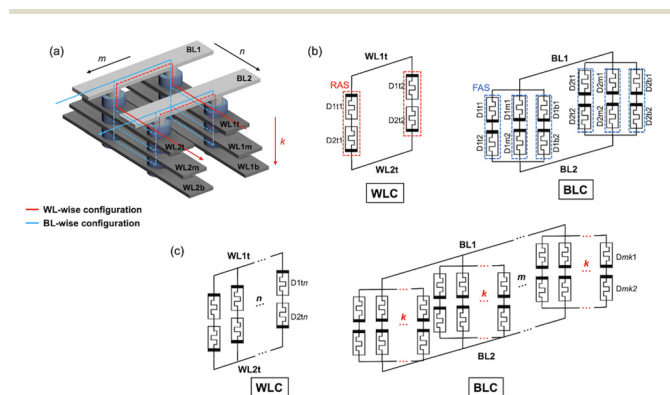 (a)
m
n
BL1
BL2
WL1t
WL2t
WL1m
WL2m
WL1b
WL2b
k
WL-wise configuration
BL-wise configuration
(b)
WL1t
RAS
D1t1
D2t1
D1t2
D2t2
WL2t
WLC
BL1
FAS
D1t1
D1t2
D1m1
D1m2
D1b1
D1b2
D2t1
D2t2
D2m1
D2m2
D2b1
D2b2
BL2
BLC
(c)
WL1t
n
D1tn
D2tn
WL2t
WLC
BL1
k
k
m
k
Dmk1
Dmk2
BL2
BLC